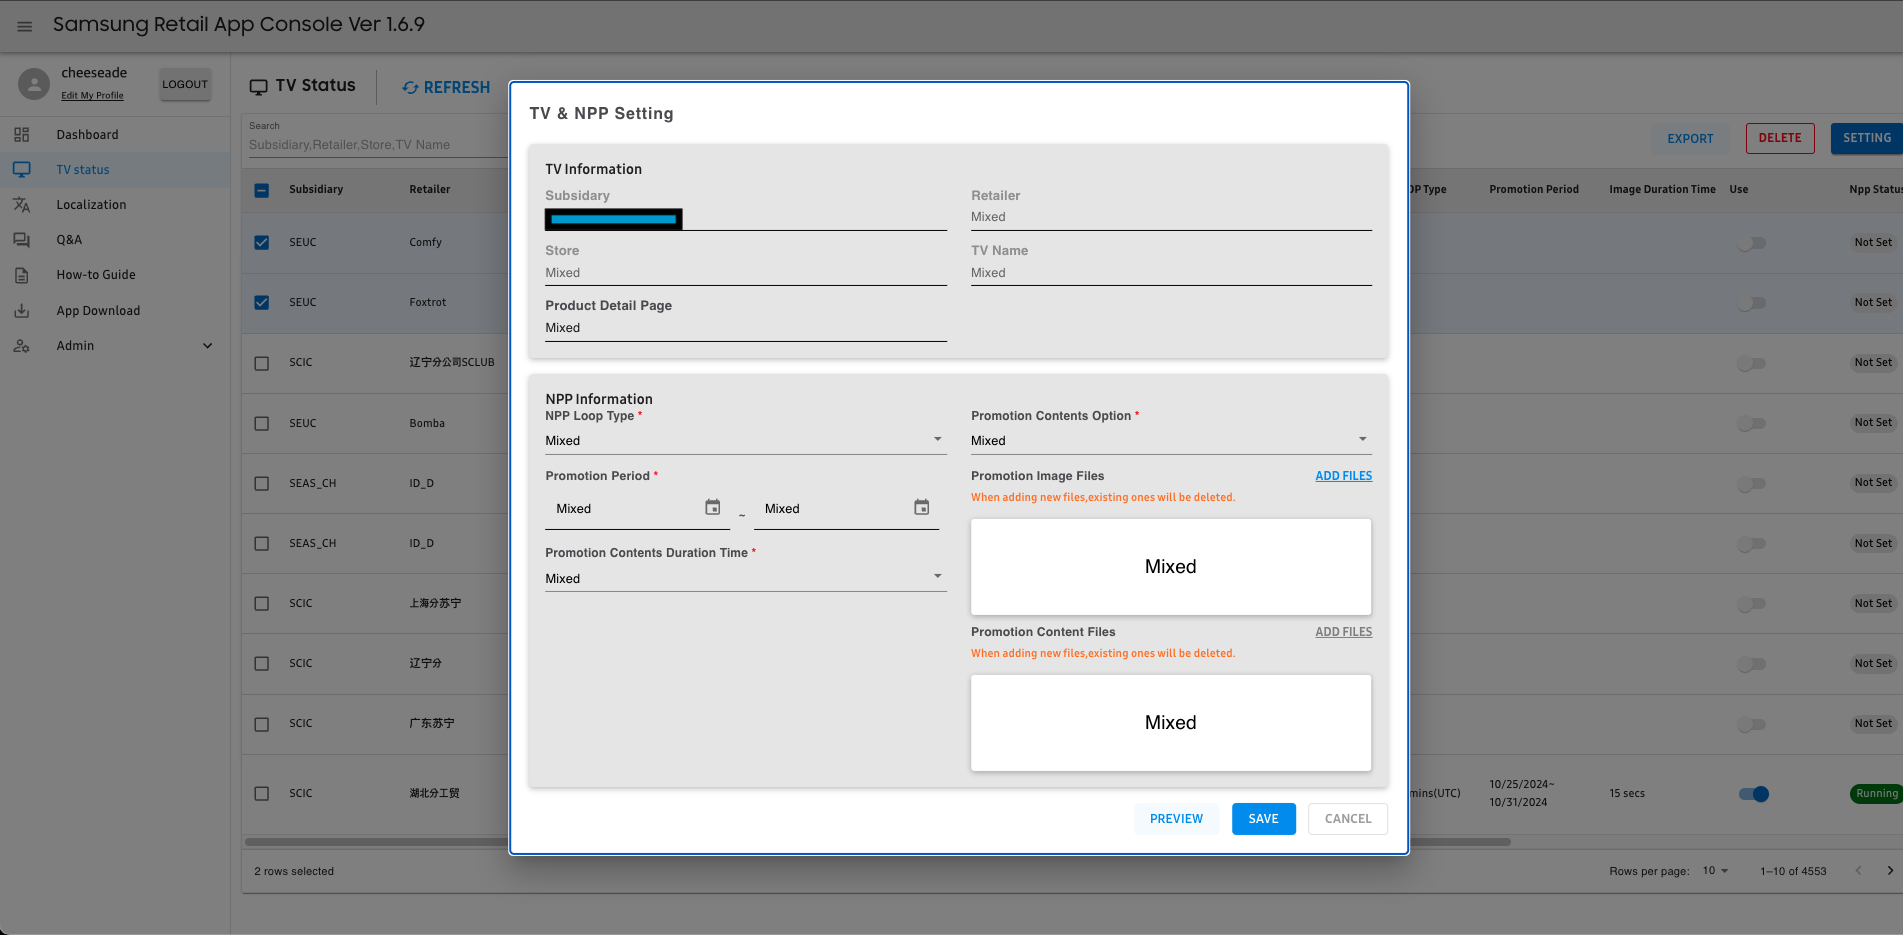 Samsung Retail App Console Ver 1.6.9
cheeseade
Edit My Profile
LOGOUT
Dashboard
TV status
Localization
Q&A
How-to Guide
App Download
Admin
TV Status
REFRESH
Search
Subsidiary,Retailer,Store,TV Name
EXPORT
DELETE
SETTING
Subsidiary Retailer OP Type Promotion Period Image Duration Time Use Npp Status
SEUC Comfy Not Set
SEUC Foxtrot Not Set
SCIC 辽宁分公司SCLUB Not Set
SEUC Bomba Not Set
SEAS_CH ID_D Not Set
SEAS_CH ID_D Not Set
SCIC 上海分苏宁 Not Set
SCIC 辽宁分 Not Set
SCIC 广东苏宁 Not Set
SCIC 湖北分工贸 mins(UTC) 10/25/2024~ 15 secs Running
10/31/2024
2 rows selected
Rows per page: 10 1–10 of 4553
TV & NPP Setting
TV Information
Subsidary
Retailer
Mixed
Store
Mixed
TV Name
Mixed
Product Detail Page
Mixed
NPP Information
NPP Loop Type *
Mixed
Promotion Period *
Mixed ~ Mixed
Promotion Contents Duration Time *
Mixed
Promotion Contents Option *
Mixed
Promotion Image Files ADD FILES
When adding new files,existing ones will be deleted.
Mixed
Promotion Content Files ADD FILES
When adding new files,existing ones will be deleted.
Mixed
PREVIEW
SAVE
CANCEL